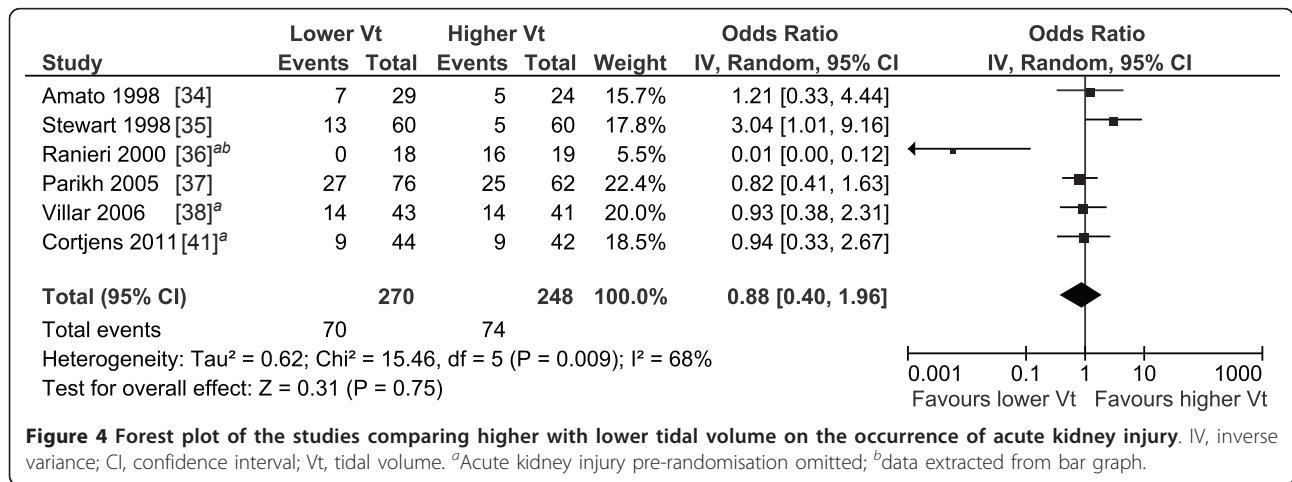 Lower Vt Higher Vt Odds Ratio Odds Ratio
Study Events Total Events Total Weight IV, Random, 95% CI IV, Random, 95% CI
Amato 1998 [34] 7 29 5 24 15.7% 1.21 [0.33, 4.44]
Stewart 1998 [35] 13 60 5 60 17.8% 3.04 [1.01, 9.16]
Ranieri 2000 [36]ab 0 18 16 19 5.5% 0.01 [0.00, 0.12]
Parikh 2005 [37] 27 76 25 62 22.4% 0.82 [0.41, 1.63]
Villar 2006 [38]a 14 43 14 41 20.0% 0.93 [0.38, 2.31]
Cortjens 2011 [41]a 9 44 9 42 18.5% 0.94 [0.33, 2.67]
Total (95% CI) 270 248 100.0% 0.88 [0.40, 1.96]
Total events 70 74
Heterogeneity: Tau² = 0.62; Chi² = 15.46, df = 5 (P = 0.009); I² = 68%
Test for overall effect: Z = 0.31 (P = 0.75)
0.001 0.1 1 10 1000
Favours lower Vt Favours higher Vt
Figure 4 Forest plot of the studies comparing higher with lower tidal volume on the occurrence of acute kidney injury. IV, inverse
variance; CI, confidence interval; Vt, tidal volume. aAcute kidney injury pre-randomisation omitted; bdata extracted from bar graph.